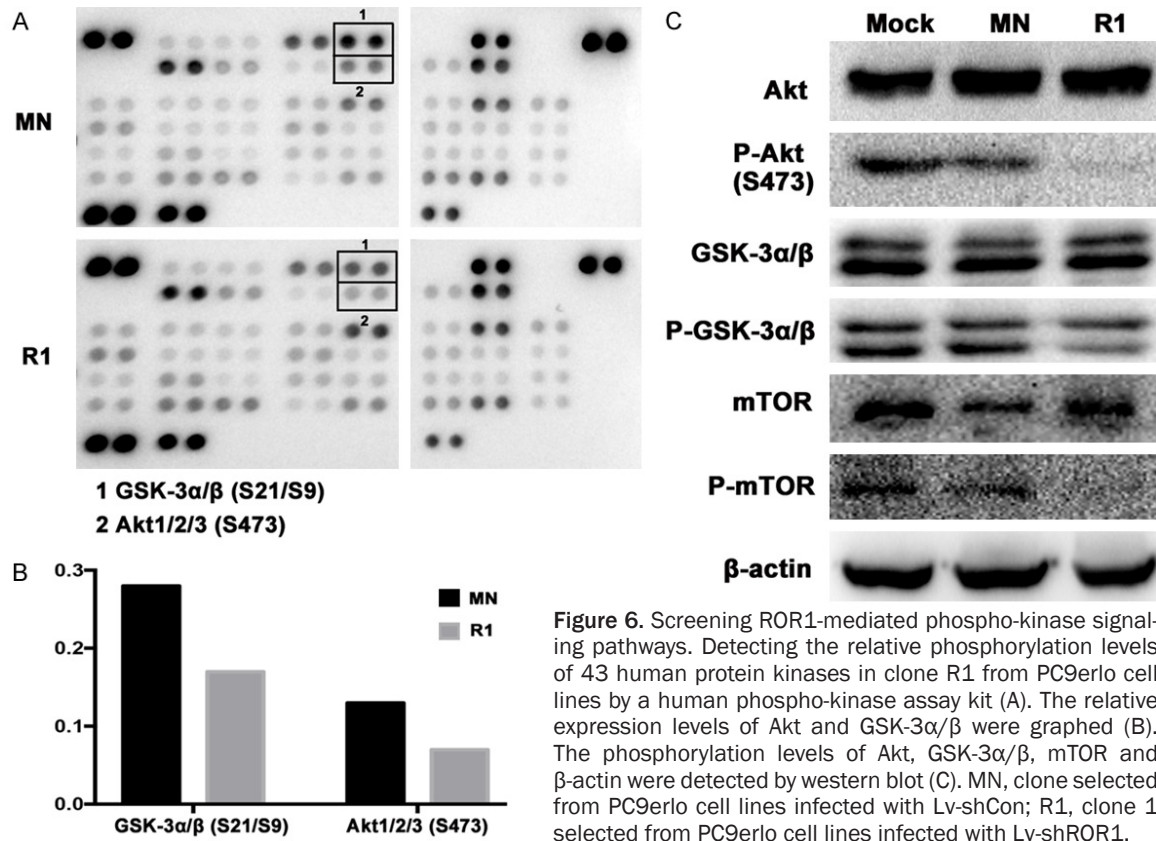 A
1
2
MN
1
2
R1
1 GSK-3α/β (S21/S9)
2 Akt1/2/3 (S473)
B
0.3
0.2
0.1
0.0
MN
R1
GSK-3α/β (S21/S9)
Akt1/2/3 (S473)
C
Mock MN R1
Akt
P-Akt
(S473)
GSK-3α/β
P-GSK-3α/β
mTOR
P-mTOR
β-actin
Figure 6. Screening ROR1-mediated phospho-kinase signal-
ing pathways. Detecting the relative phosphorylation levels
of 43 human protein kinases in clone R1 from PC9erlo cell
lines by a human phospho-kinase assay kit (A). The relative
expression levels of Akt and GSK-3α/β were graphed (B).
The phosphorylation levels of Akt, GSK-3α/β, mTOR and
β-actin were detected by western blot (C). MN, clone selected
from PC9erlo cell lines infected with Lv-shCon; R1, clone 1
selected from PC9erlo cell lines infected with Lv-shROR1.